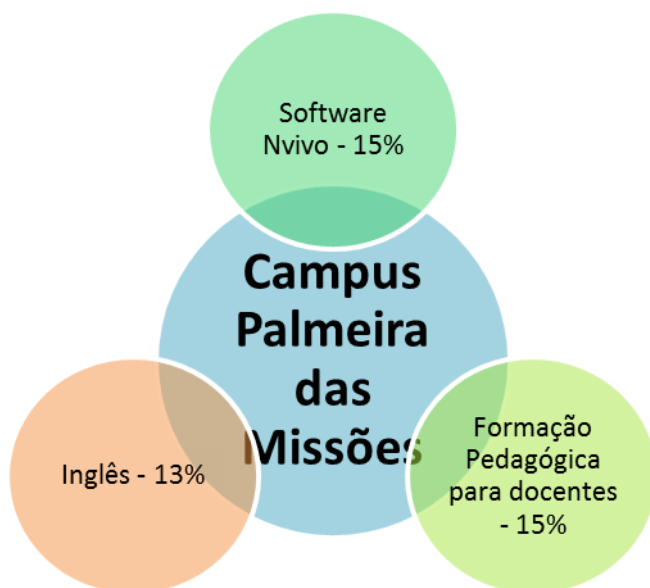 Software
Nvivo - 15%
Campus
Palmeira
das
Missões
Inglês - 13%
Formação
Pedagógica
para docentes
- 15%